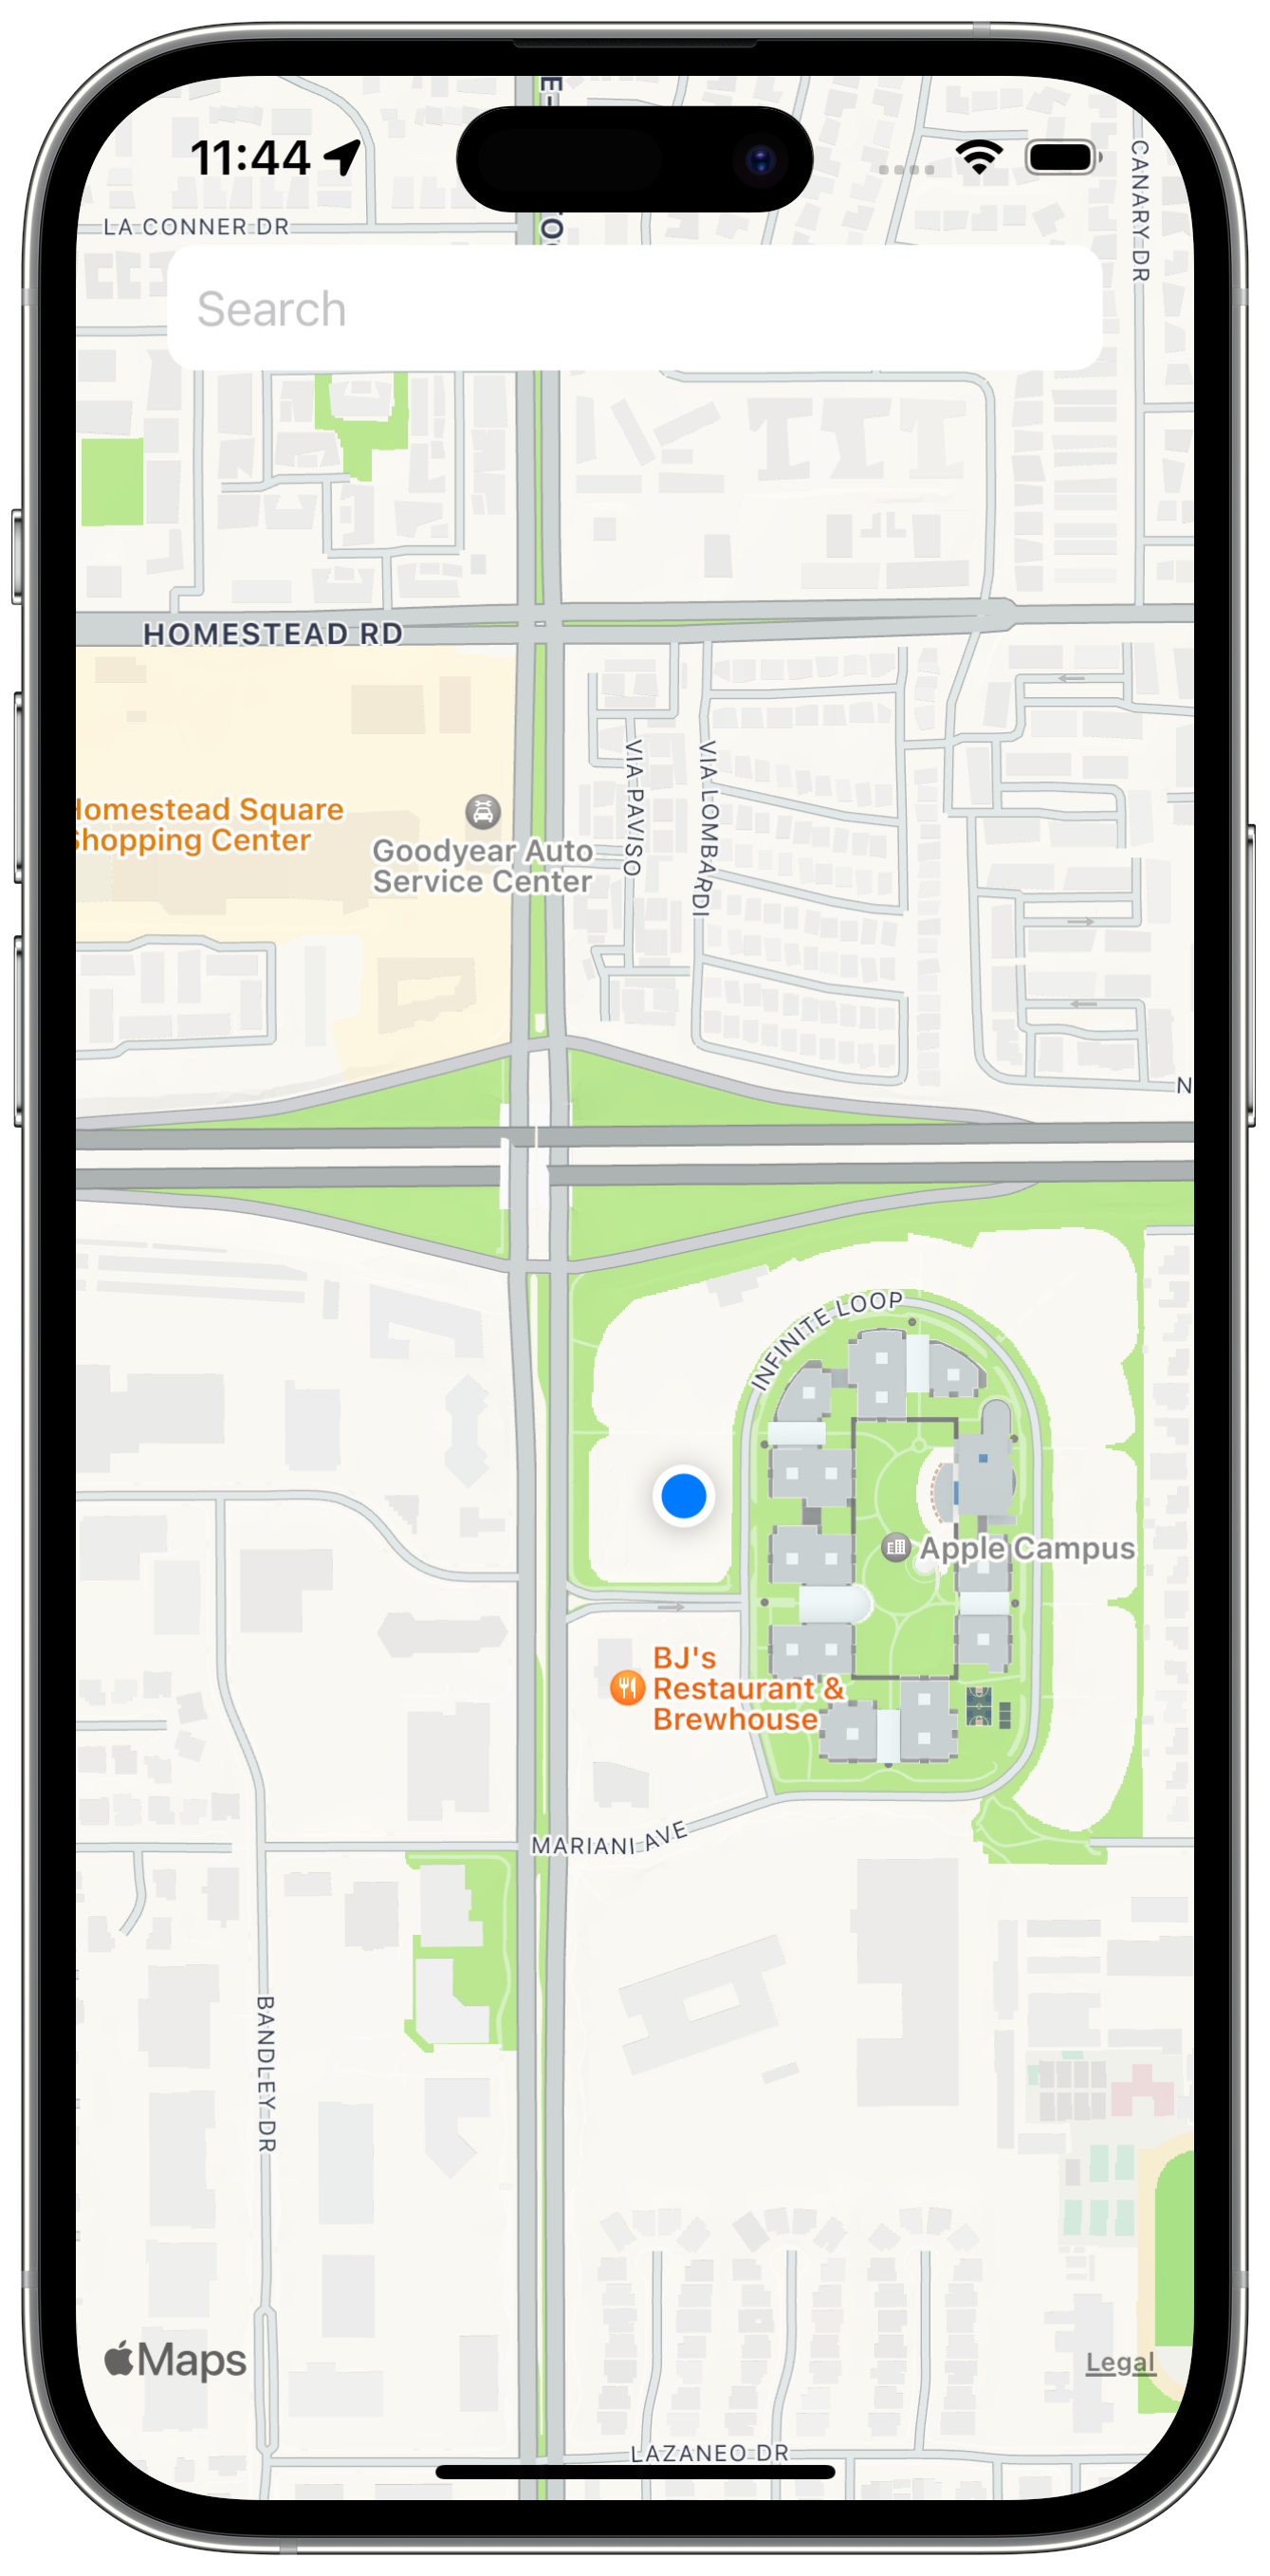 11:44
LA CONNER DR
CANARY DR
Search
HOMESTEAD RD
VIA PAVISO
VIA LOMBARDI
Homestead Square
Shopping Center
Goodyear Auto
Service Center
N
INFINITE LOOP
Apple Campus
BJ's
Restaurant &
Brewhouse
MARIANI AVE
BANDLEY DR
Maps
Legal
LAZANEO DR